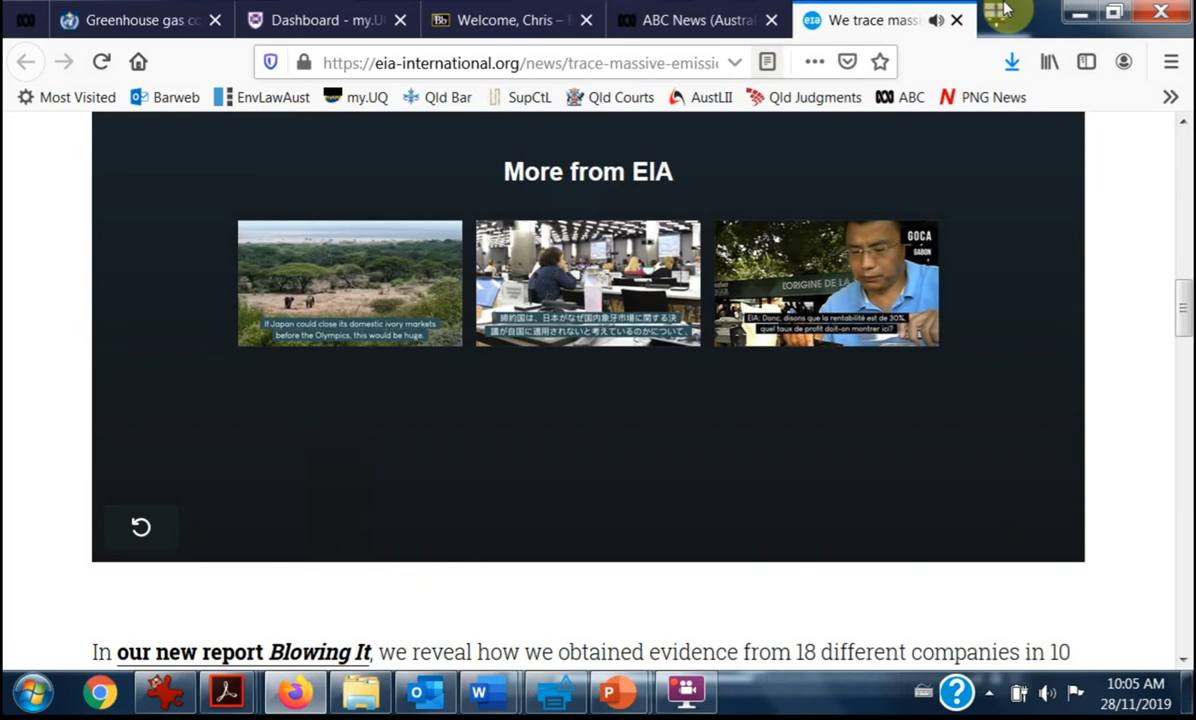 Greenhouse gas co
Dashboard - my.U
Welcome, Chris –
ABC News (Austral
We trace mass
https://eia-international.org/news/trace-massive-emissi
Most Visited
Barweb
EnvLawAust
my.UQ
Qld Bar
SupCtL
Qld Courts
AustLII
Qld Judgments
ABC
PNG News
More from EIA
If Japan could close its domestic ivory markets
before the Olympics, this would be huge.
締約国は、日本がなぜ国内象牙市場に関する決
議が自国に適用されないと考えているのかについて、
GOCA
GABON
L'ORIGINE DE LA
EIA: Donc, disons que la rentabilité est de 30%,
quel taux de profit doit-on montrer ici?
In our new report Blowing It, we reveal how we obtained evidence from 18 different companies in 10
10:05 AM
28/11/2019